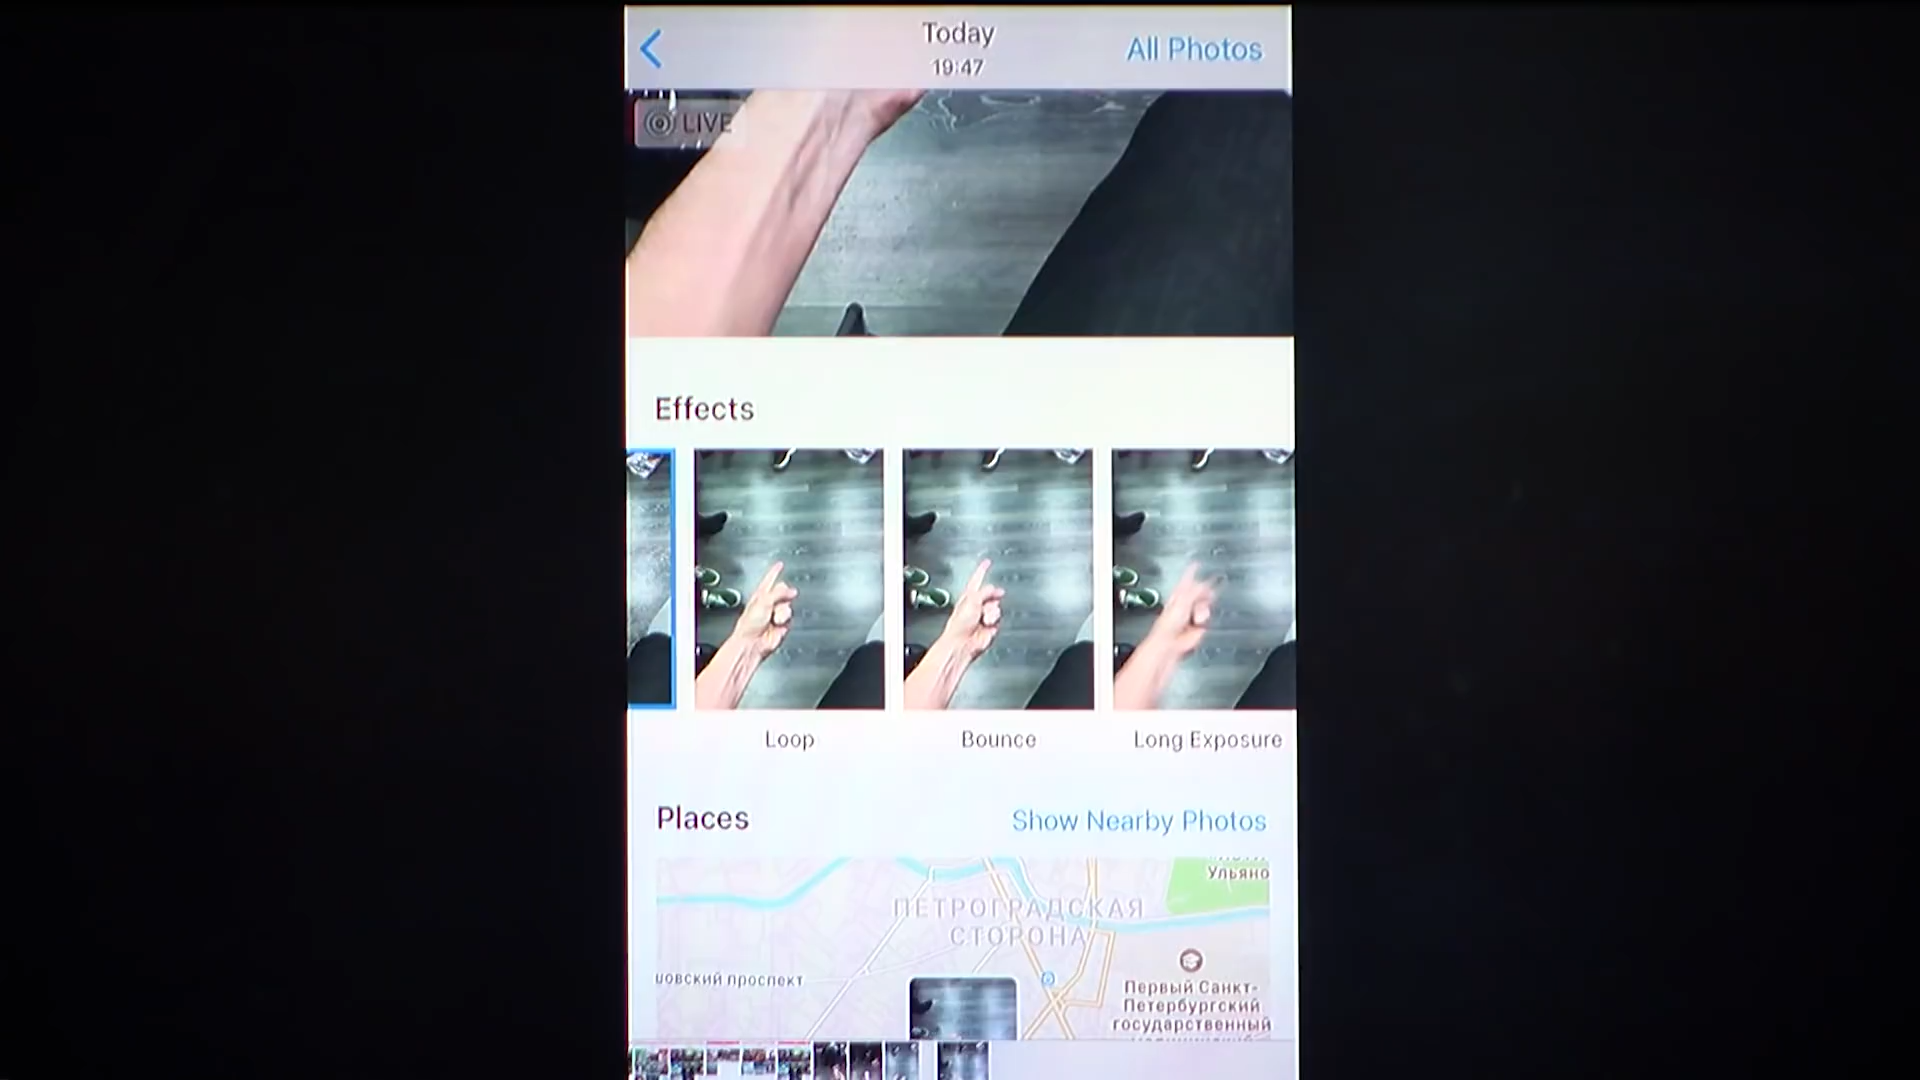 Today
All Photos
19:47
LIVE
Effects
Loop
Bounce
Long Exposure
Places
Show Nearby Photos
Ульяно
ПЕТРОГРАДСКАЯ
СТОРОНА
шовский проспект
Первый Санкт-
Петербургский
государственный